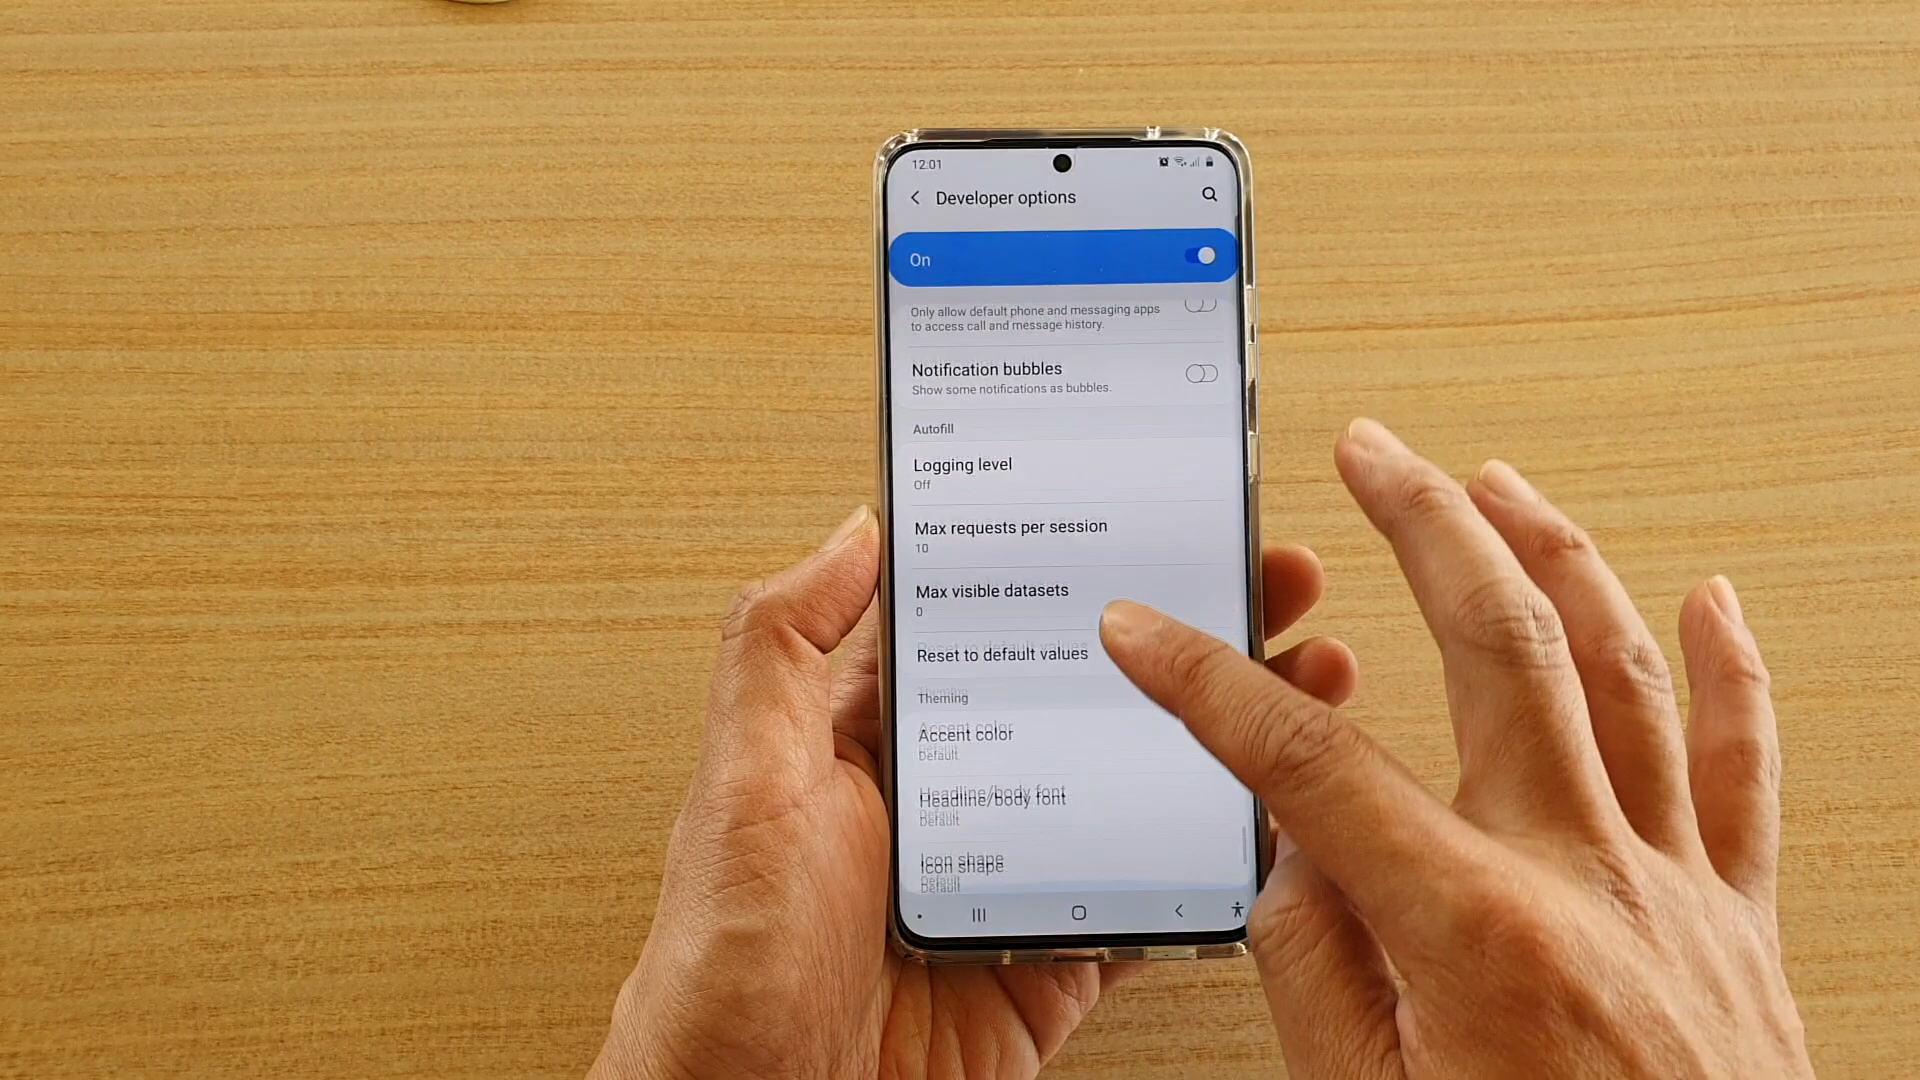 12:01
Developer options
On
Only allow default phone and messaging apps
to access call and message history.
Notification bubbles
Show some notifications as bubbles.
Autofill
Logging level
Off
Max requests per session
10
Max visible datasets
0
Reset to default values
Theming
Accent color
Default
Headline/body font
Default
Icon shape
Default